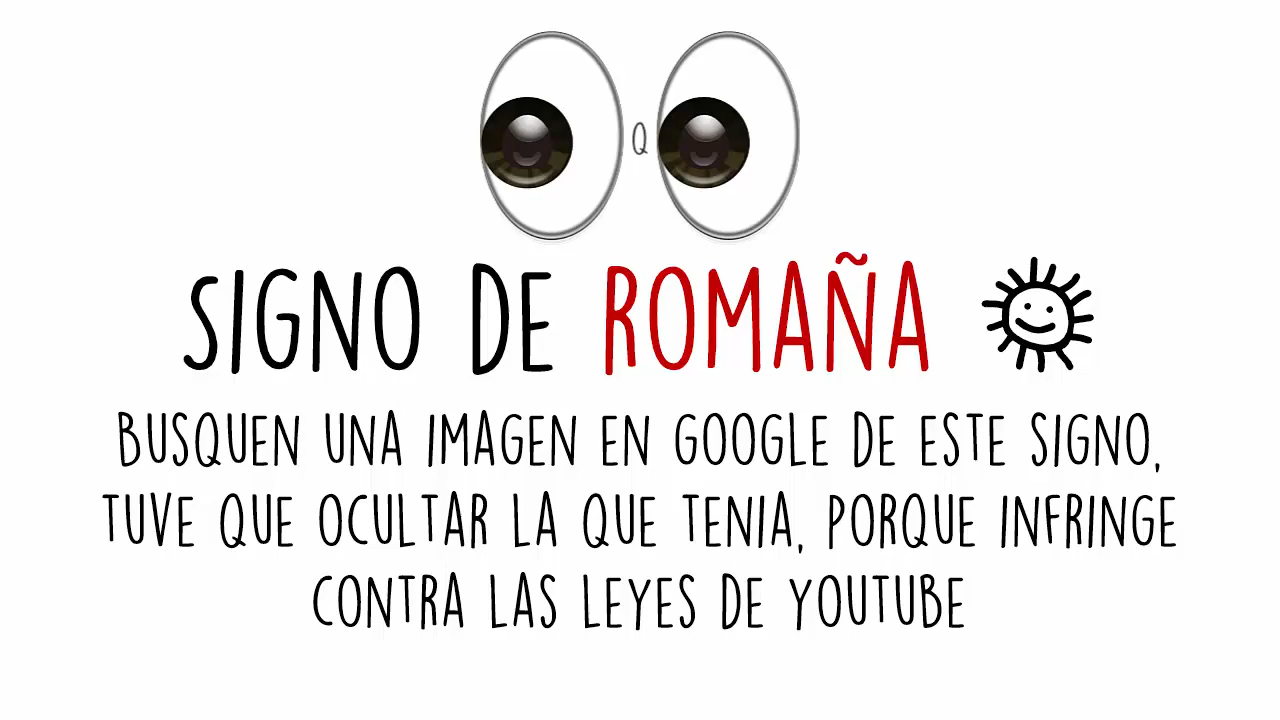 Q
SIGNO DE ROMAÑA
BUSQUEN UNA IMAGEN EN GOOGLE DE ESTE SIGNO,
TUVE QUE OCULTAR LA QUE TENIA, PORQUE INFRINGE
CONTRA LAS LEYES DE YOUTUBE